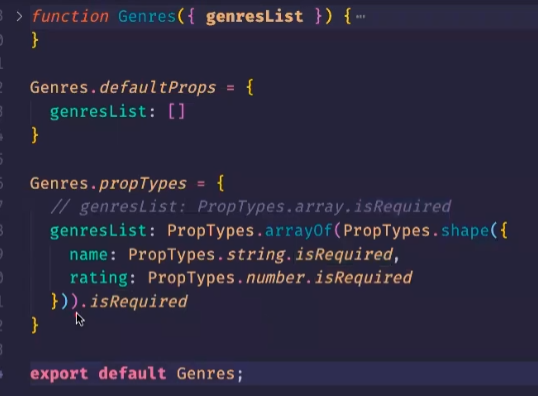 function Genres({ genresList }) {…
}
Genres.defaultProps = {
genresList: []
}
Genres.propTypes = {
// genresList: PropTypes.array.isRequired
genresList: PropTypes.arrayOf(PropTypes.shape({
name: PropTypes.string.isRequired,
rating: PropTypes.number.isRequired
})).isRequired
}
export default Genres;